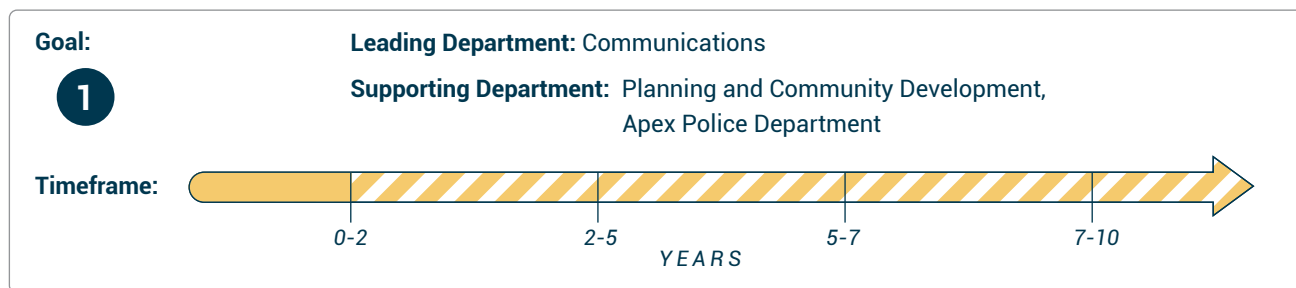 Goal:
Leading Department: Communications
1
Supporting Department: Planning and Community Development,
Apex Police Department
Timeframe:
0-2
2-5
5-7
7-10
YEARS